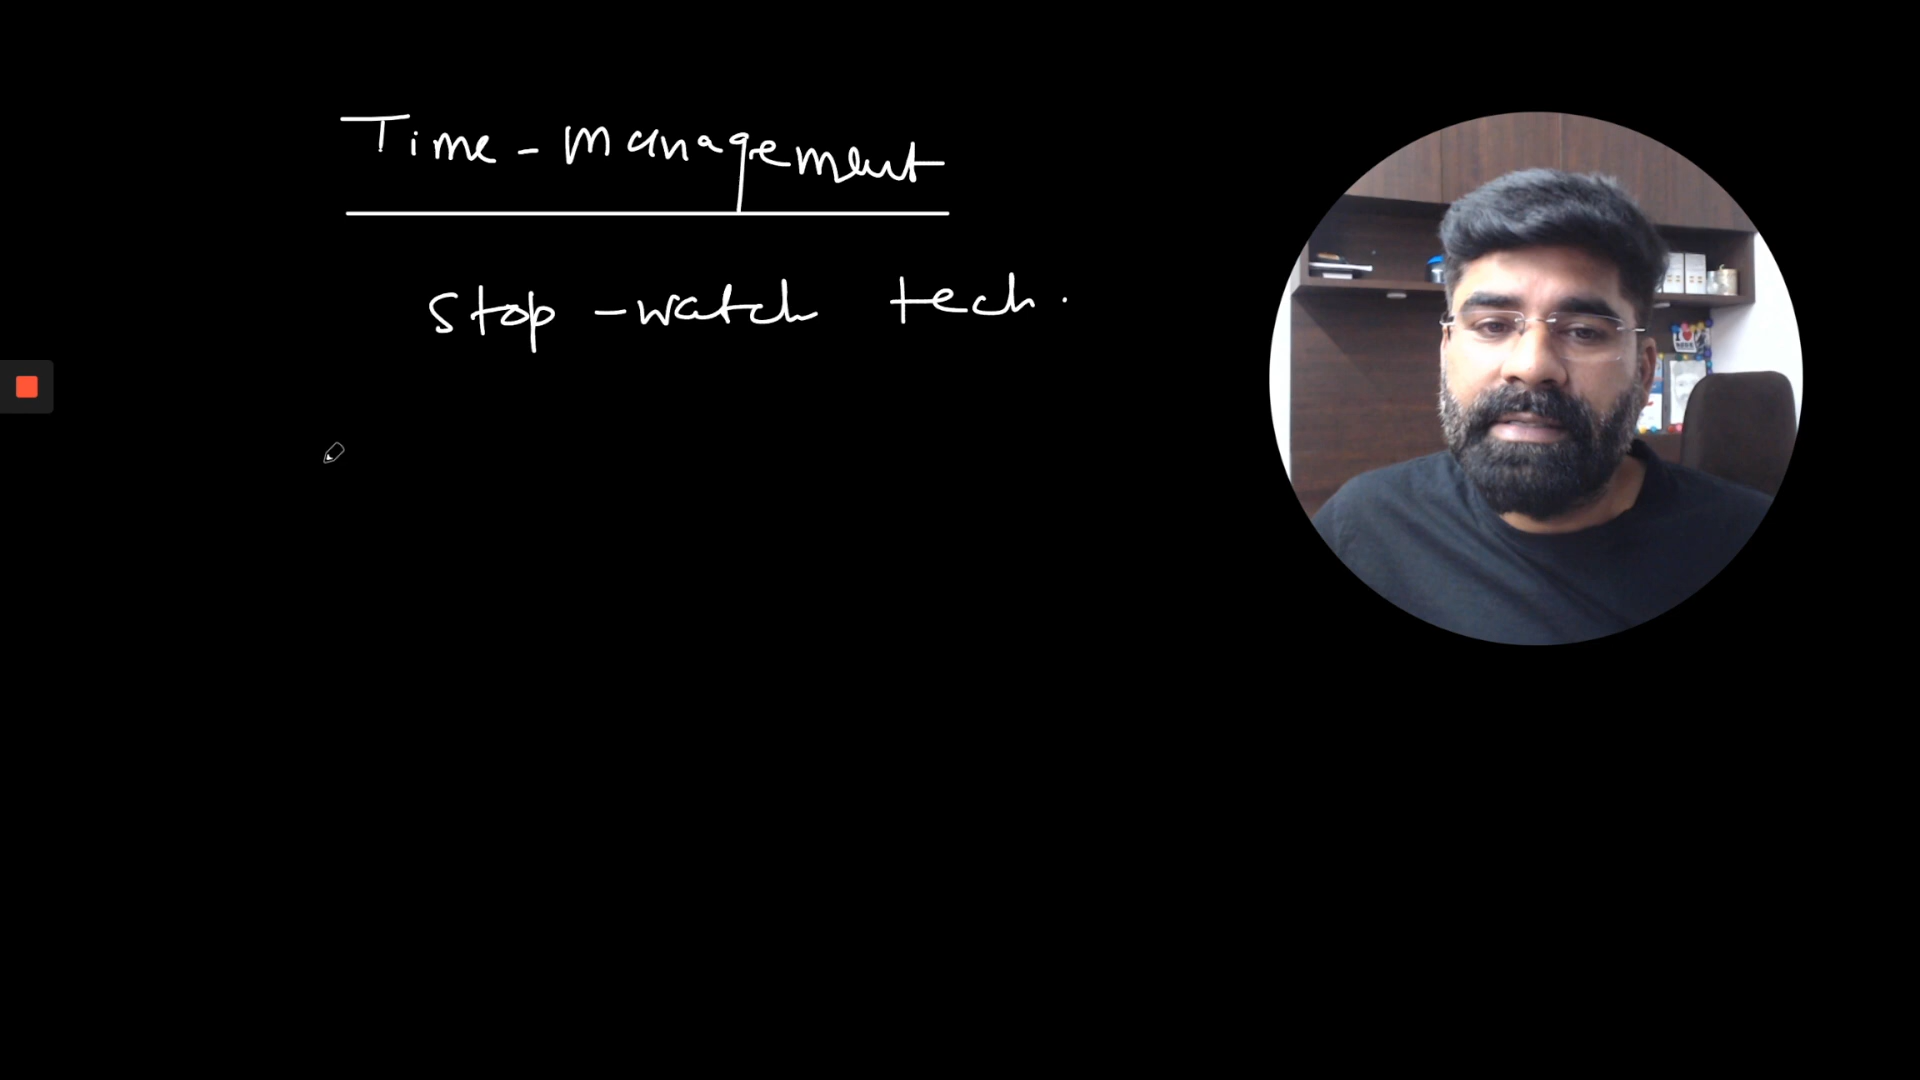 Time - management
stop - watch tech.